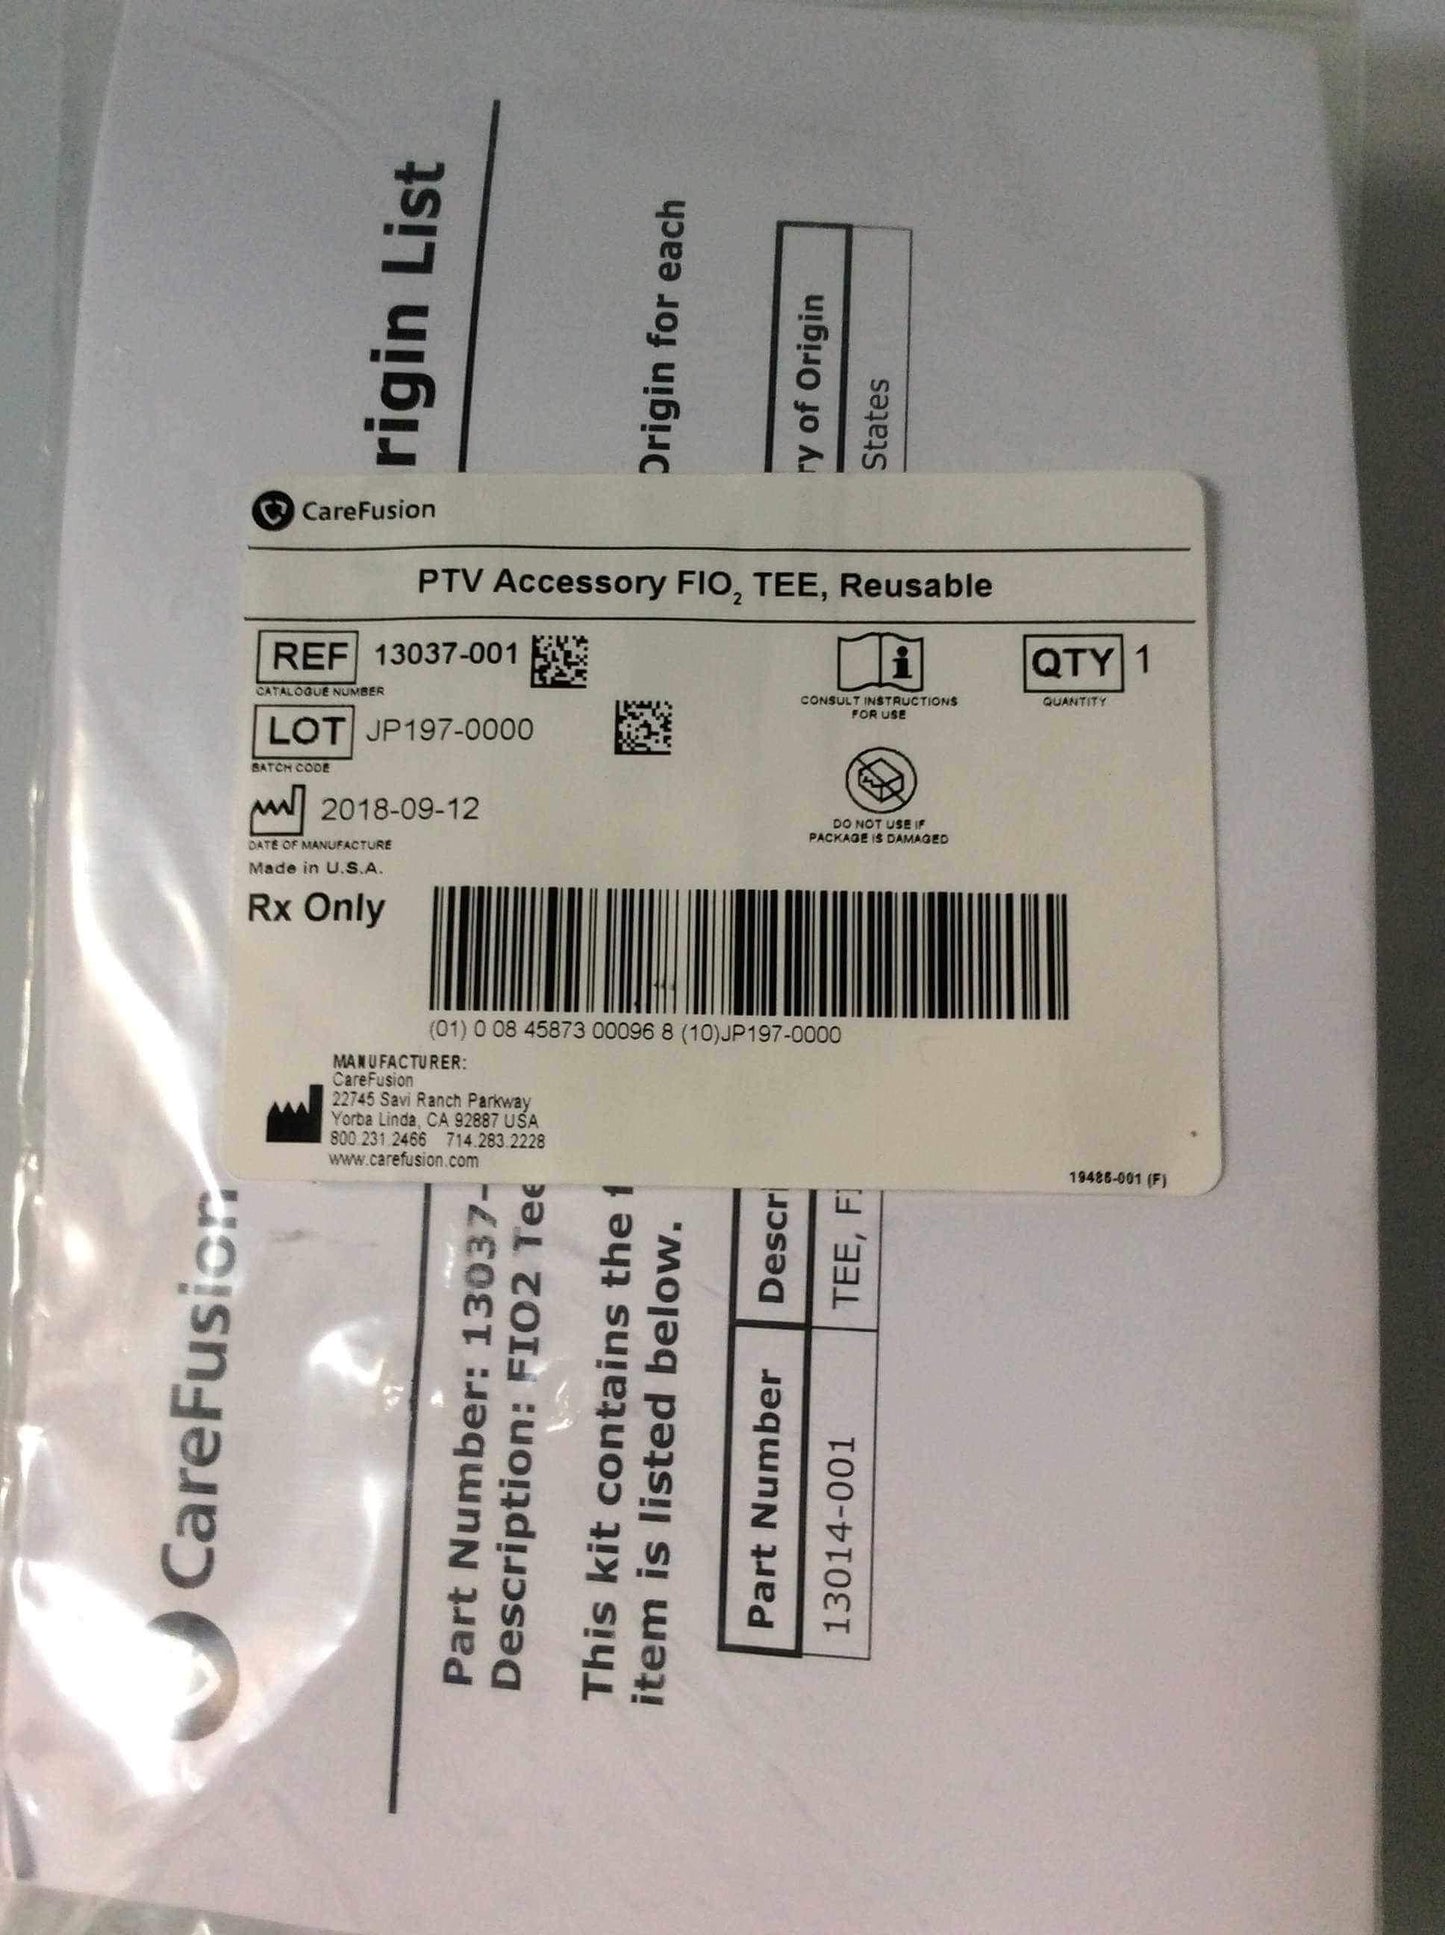 CareFusion
PTV Accessory FIO₂ TEE, Reusable
REF 13037-001
CATALOGUE NUMBER
CONSULT INSTRUCTIONS
FOR USE
QTY 1
QUANTITY
LOT JP197-0000
BATCH CODE
2018-09-12
DATE OF MANUFACTURE
DO NOT USE IF
PACKAGE IS DAMAGED
Made in U.S.A.
Rx Only
(01) 0 08 45873 00096 8 (10)JP197-0000
MANUFACTURER:
CareFusion
22745 Savi Ranch Parkway
Yorba Linda, CA 92887 USA
800.231.2466 714.283.2228
www.carefusion.com
19486-001 (F)
CareFusion
rigin List
Part Number: 13037-
Description: FIO2 Tee
This kit contains the f
Origin for each
item is listed below.
Part Number Descri
ry of Origin
13014-001 TEE, F
States